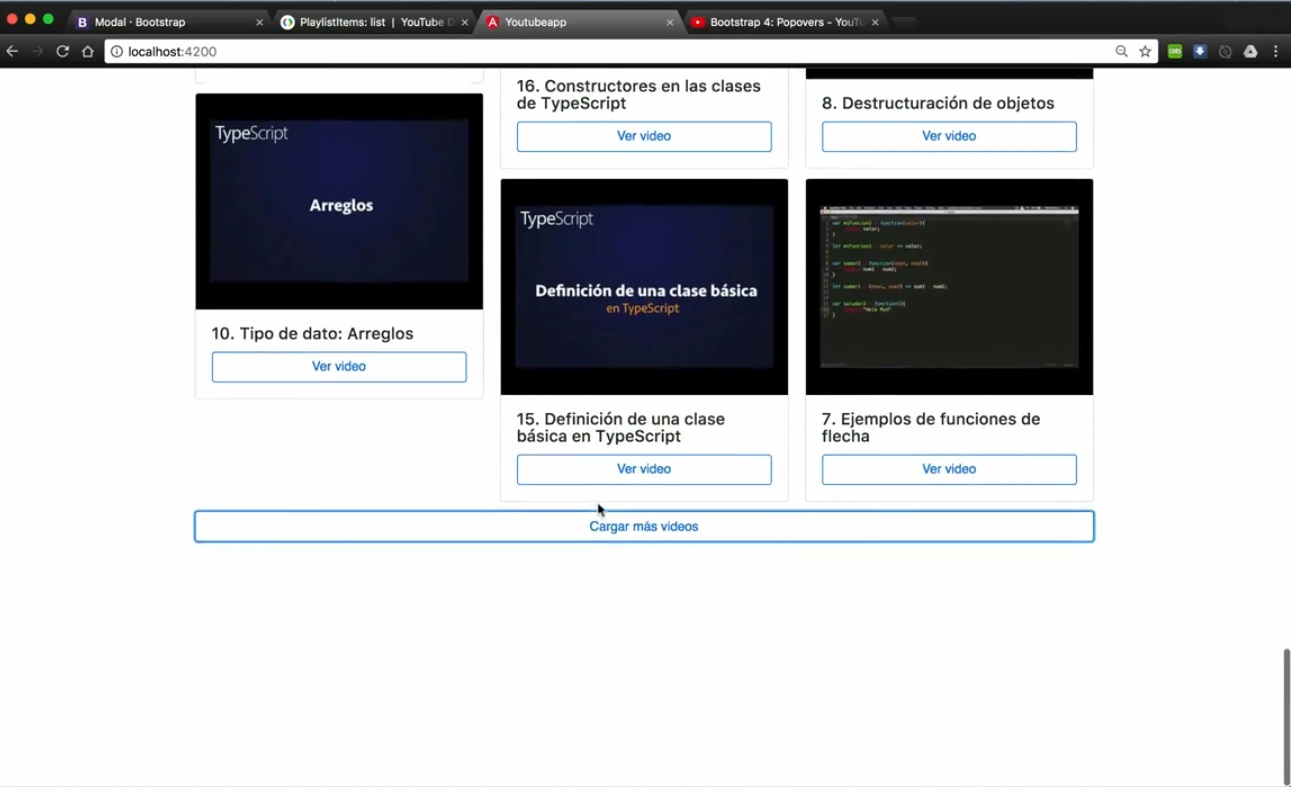 Modal · Bootstrap
PlaylistItems: list | YouTube D
Youtubeapp
Bootstrap 4: Popovers - YouTu
localhost:4200
TypeScript
Arreglos
10. Tipo de dato: Arreglos
Ver video
16. Constructores en las clases
de TypeScript
Ver video
TypeScript
Definición de una clase básica
en TypeScript
15. Definición de una clase
básica en TypeScript
Ver video
8. Destructuración de objetos
Ver video
7. Ejemplos de funciones de
flecha
Ver video
Cargar más videos